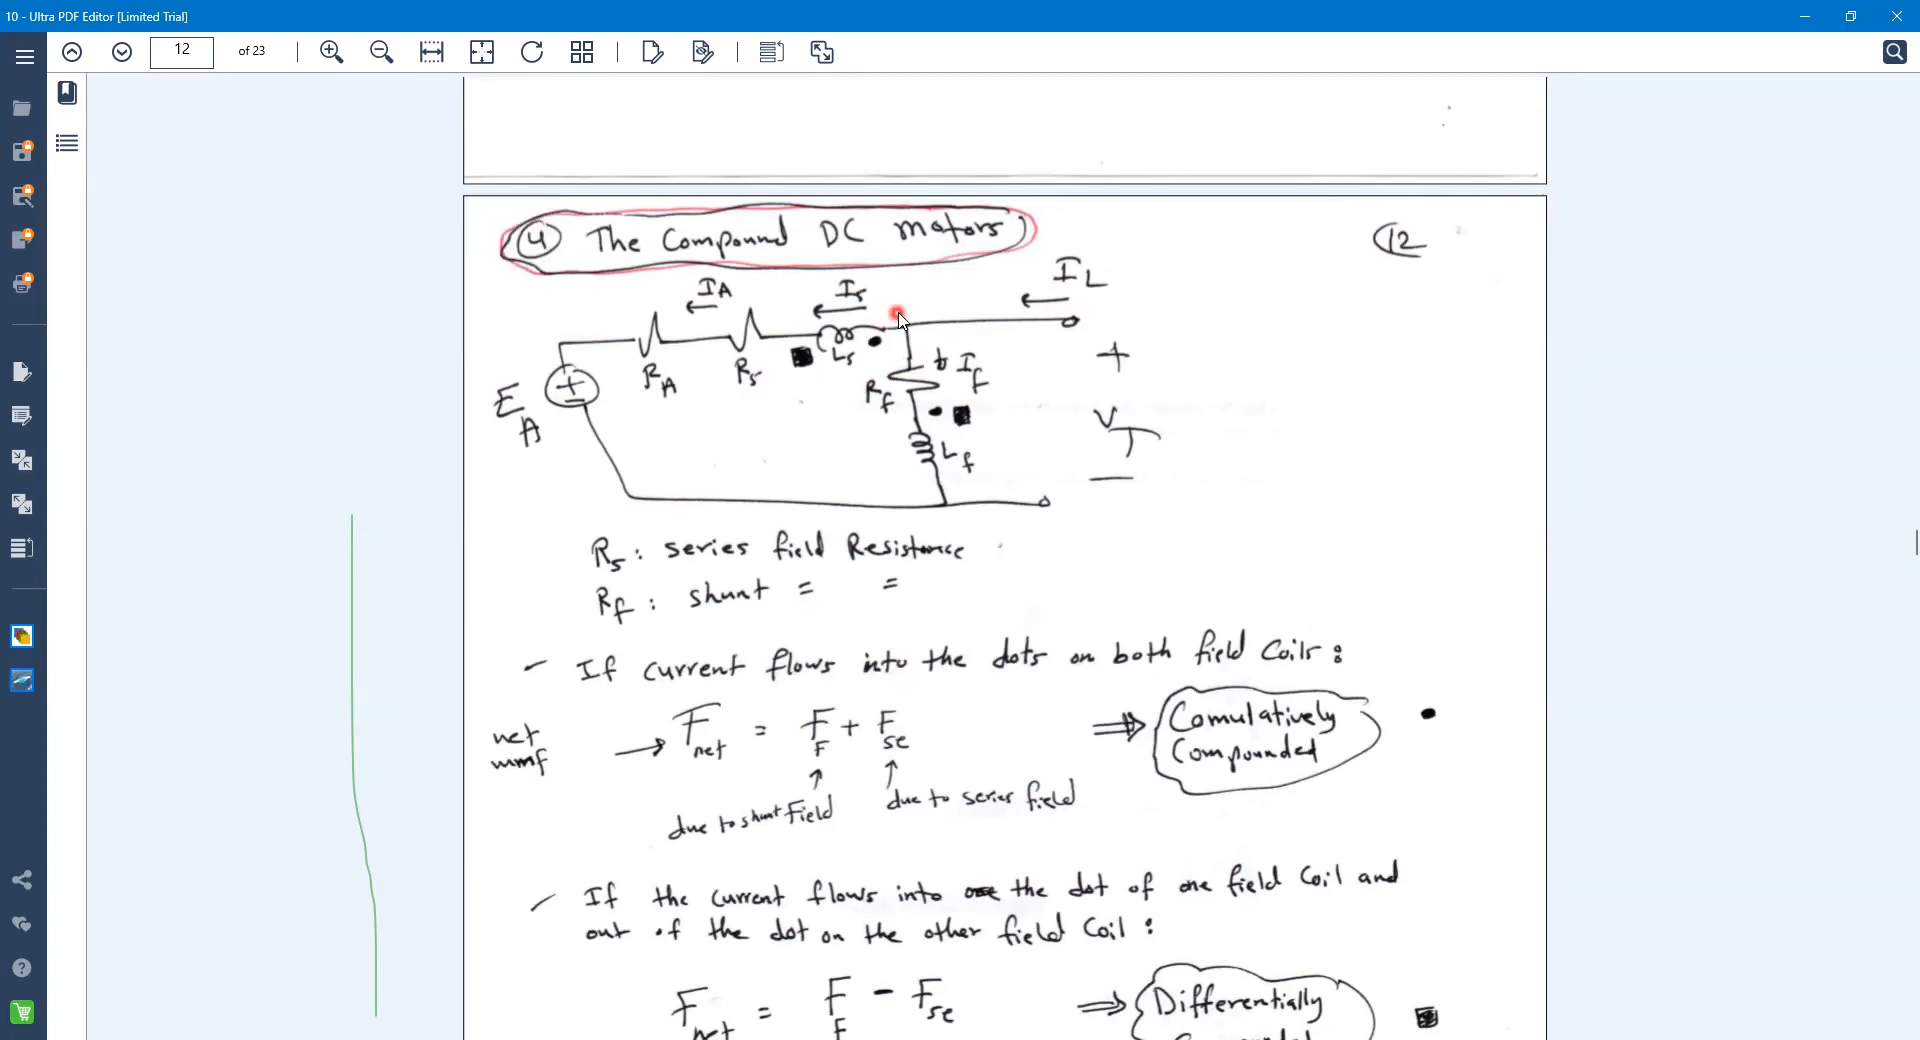 10 - Ultra PDF Editor [Limited Trial]
12 of 23
4 The Compound DC motors
12
IA Is IL
RA Rs Ls
EA
+
-
Rf If
Lf
+
VT
-
Rs : series field Resistance
Rf : shunt = =
- If current flows into the dots on both field Coils :
net mmf → Fnet = FF + Fse ⇒ Comulatively Compounded
due to shunt Field
due to series field
- If the current flows into the dot of one field Coil and
out of the dot on the other field Coil :
Fnet = FF - Fse ⇒ Differentially